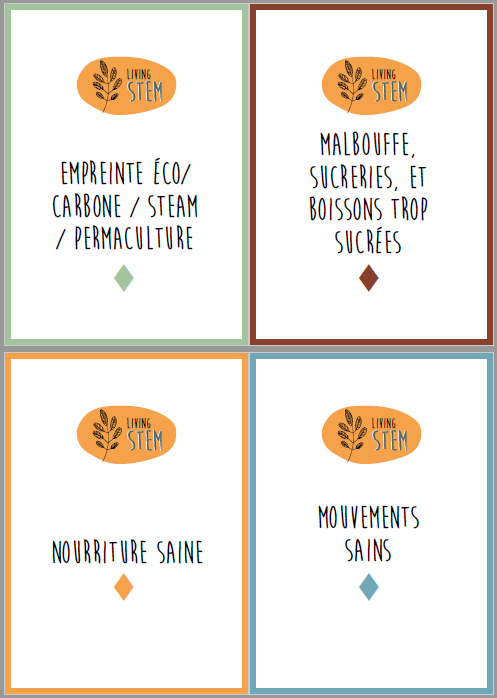 LIVING
STEM
EMPREINTE ÉCO/
CARBONE / STEAM
/ PERMACULTURE
LIVING
STEM
MALBOUFFE,
SUCRERIES, ET
BOISSONS TROP
SUCRÉES
LIVING
STEM
NOURRITURE SAINE
LIVING
STEM
MOUVEMENTS
SAINS